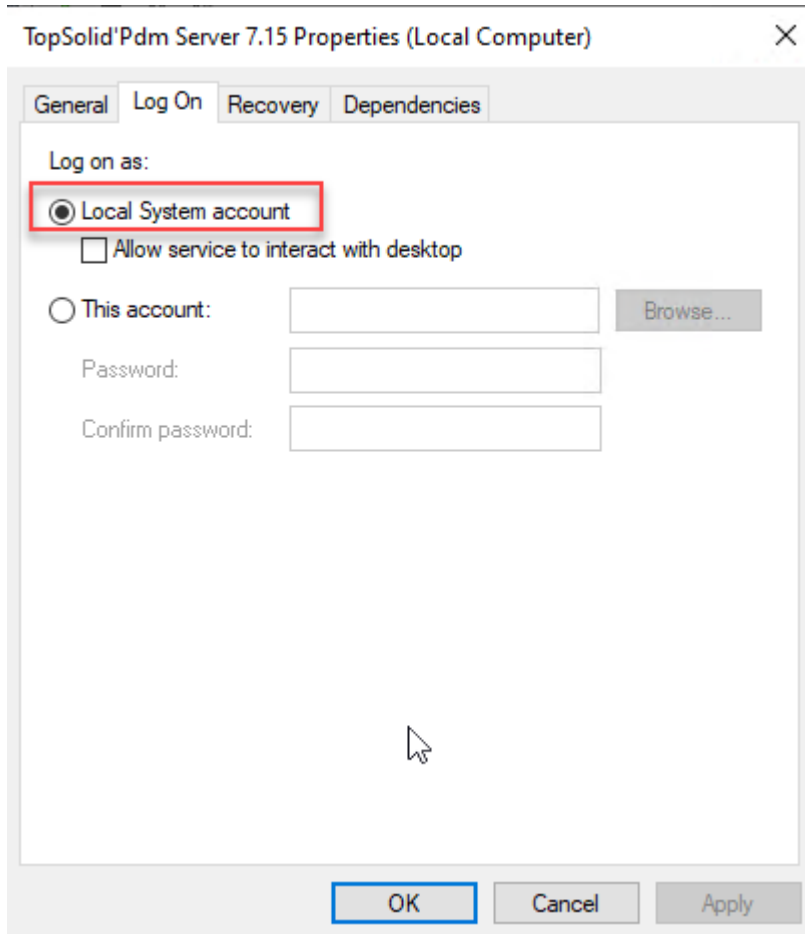 TopSolid'Pdm Server 7.15 Properties (Local Computer)
General Log On Recovery Dependencies
Log on as:
Local System account
Allow service to interact with desktop
This account:
Browse...
Password:
Confirm password:
OK Cancel Apply